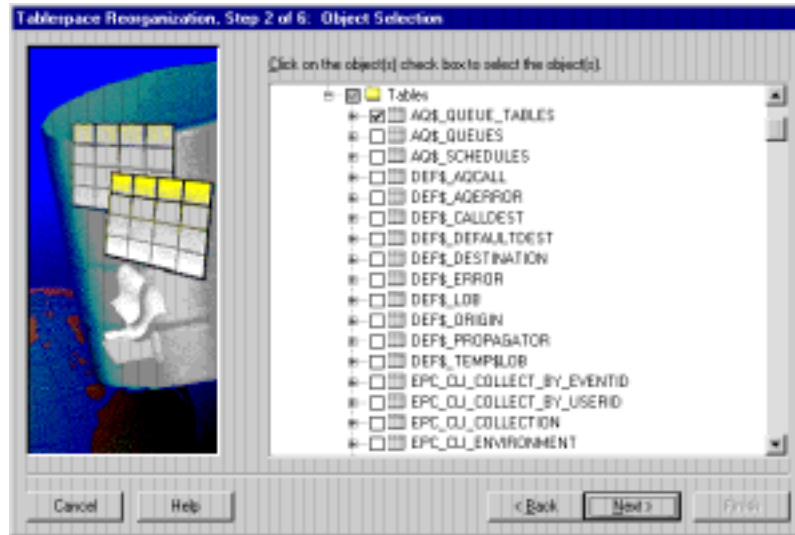 Tablespace Reorganization, Step 2 of 6: Object Selection
Click on the object(s) check box to select the object(s).
Tables
AQ$_QUEUE_TABLES
AQ$_QUEUES
AQ$_SCHEDULES
DEF$_AQCALL
DEF$_AQERROR
DEF$_CALLDEST
DEF$_DEFAULTDEST
DEF$_DESTINATION
DEF$_ERROR
DEF$_LOB
DEF$_ORIGIN
DEF$_PROPAGATOR
DEF$_TEMP$LOB
EPC_CLI_COLLECT_BY_EVENTID
EPC_CLI_COLLECT_BY_USERID
EPC_CLI_COLLECTION
EPC_CLI_ENVIRONMENT
Cancel Help < Back Next > Finish